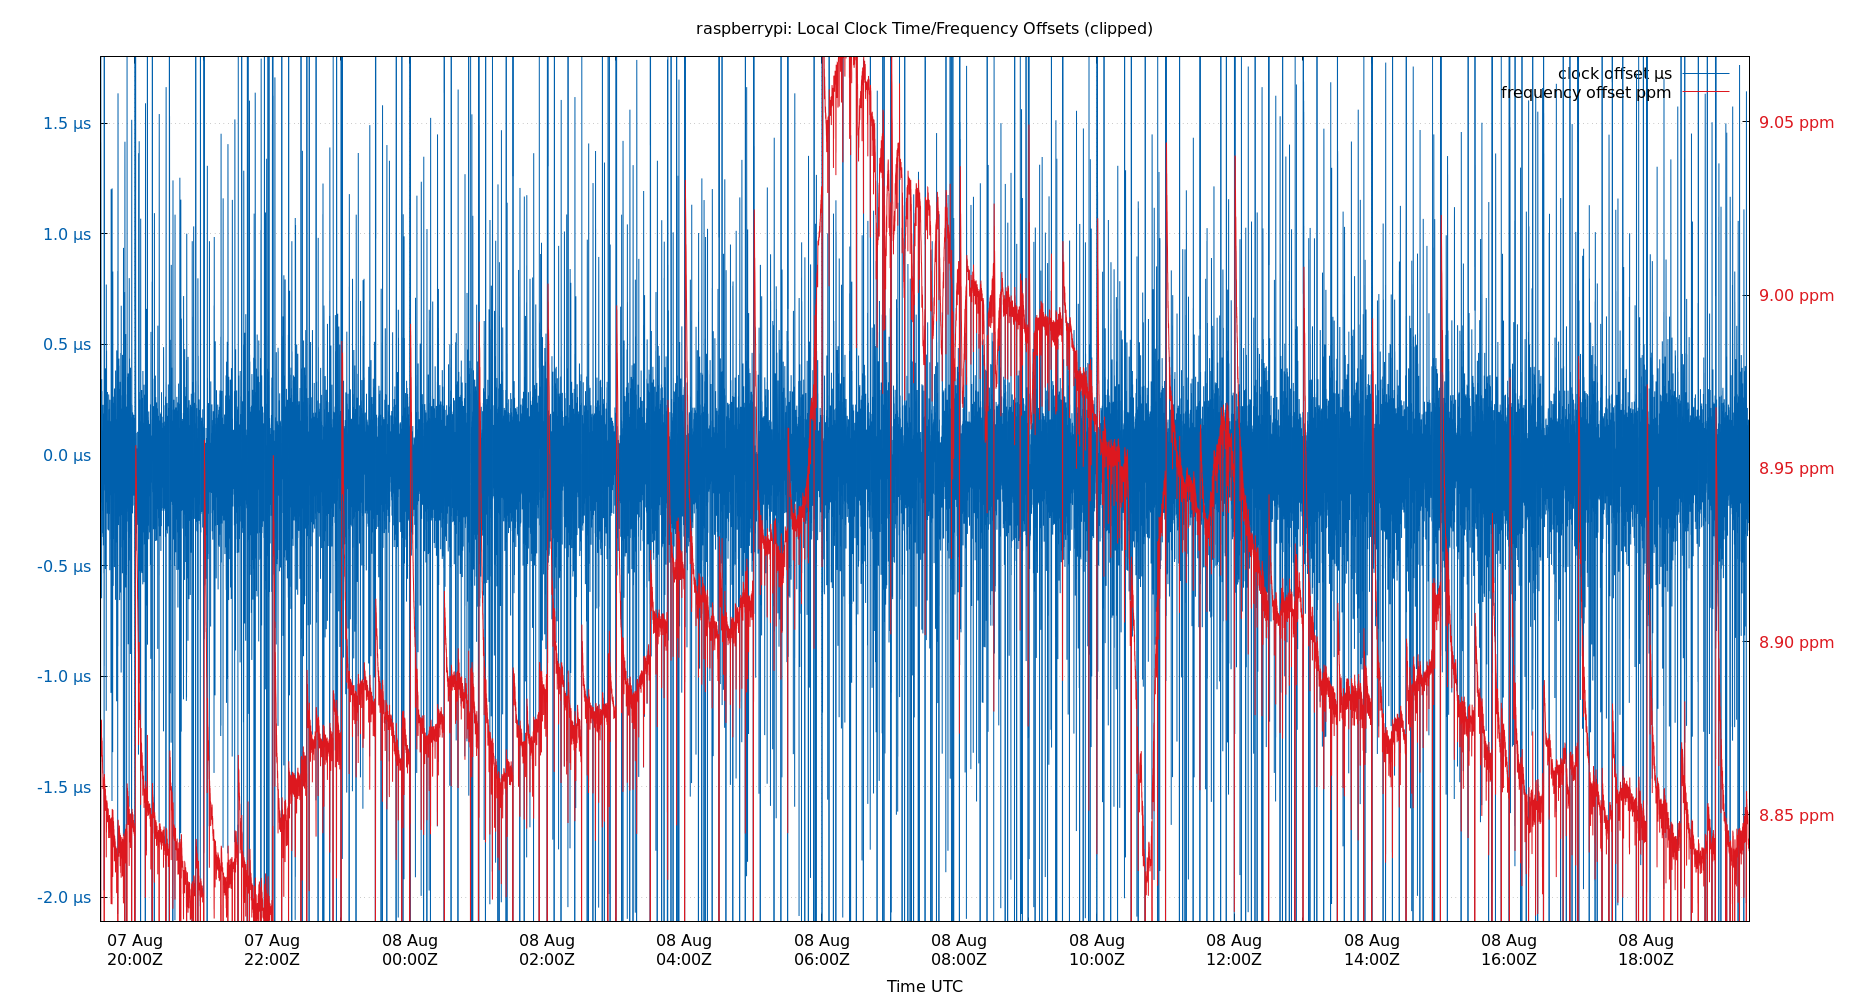 raspberrypi: Local Clock Time/Frequency Offsets (clipped)
clock offset µs
frequency offset ppm
1.5 µs
1.0 µs
0.5 µs
0.0 µs
-0.5 µs
-1.0 µs
-1.5 µs
-2.0 µs
9.05 ppm
9.00 ppm
8.95 ppm
8.90 ppm
8.85 ppm
07 Aug
20:00Z
07 Aug
22:00Z
08 Aug
00:00Z
08 Aug
02:00Z
08 Aug
04:00Z
08 Aug
06:00Z
08 Aug
08:00Z
08 Aug
10:00Z
08 Aug
12:00Z
08 Aug
14:00Z
08 Aug
16:00Z
08 Aug
18:00Z
Time UTC